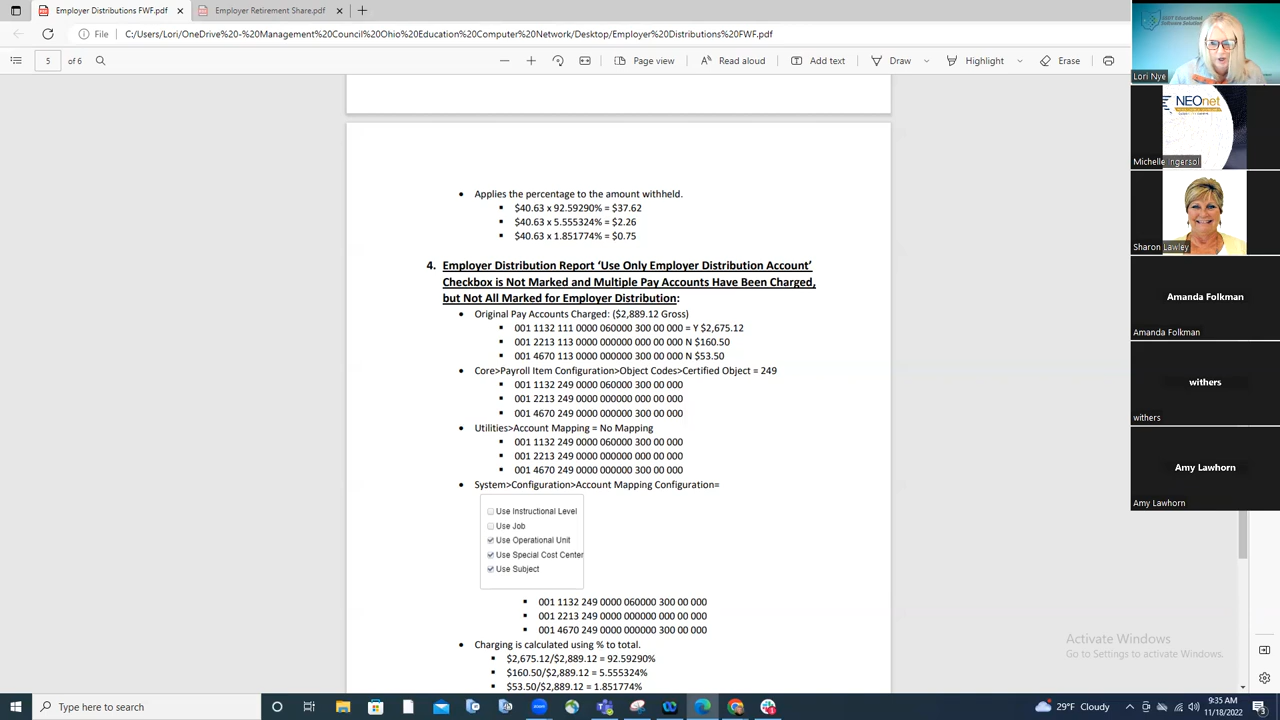 Employer Distributions FWF.pdf
Employer Retirement Share.pdf
File
C:/Users/Lori/OneDrive%20-%20Management%20Council%20Ohio%20Education%20Computer%20Network/Desktop/Employer%20Distributions%20FWF.pdf
5 of 6
Page view
Read aloud
Add text
Draw
Highlight
Erase
• Applies the percentage to the amount withheld.
▪ $40.63 x 92.59290% = $37.62
▪ $40.63 x 5.555324% = $2.26
▪ $40.63 x 1.851774% = $0.75
4. Employer Distribution Report ‘Use Only Employer Distribution Account’
Checkbox is Not Marked and Multiple Pay Accounts Have Been Charged,
but Not All Marked for Employer Distribution:
• Original Pay Accounts Charged: ($2,889.12 Gross)
▪ 001 1132 111 0000 060000 300 00 000 = Y $2,675.12
▪ 001 2213 113 0000 000000 000 00 000 N $160.50
▪ 001 4670 113 0000 000000 300 00 000 N $53.50
• Core>Payroll Item Configuration>Object Codes>Certified Object = 249
▪ 001 1132 249 0000 060000 300 00 000
▪ 001 2213 249 0000 000000 000 00 000
▪ 001 4670 249 0000 000000 300 00 000
• Utilities>Account Mapping = No Mapping
▪ 001 1132 249 0000 060000 300 00 000
▪ 001 2213 249 0000 000000 000 00 000
▪ 001 4670 249 0000 000000 300 00 000
• System>Configuration>Account Mapping Configuration=
Use Instructional Level
Use Job
Use Operational Unit
Use Special Cost Center
Use Subject
▪ 001 1132 249 0000 060000 300 00 000
▪ 001 2213 249 0000 000000 000 00 000
▪ 001 4670 249 0000 000000 300 00 000
• Charging is calculated using % to total.
▪ $2,675.12/$2,889.12 = 92.59290%
▪ $160.50/$2,889.12 = 5.555324%
▪ $53.50/$2,889.12 = 1.851774%
Lori Nye
NEOnet
Michelle Ingersol
Sharon Lawley
Amanda Folkman
Amanda Folkman
withers
withers
Amy Lawhorn
Amy Lawhorn
Activate Windows
Go to Settings to activate Windows.
Type here to search
29°F Cloudy
9:35 AM
11/18/2022
3